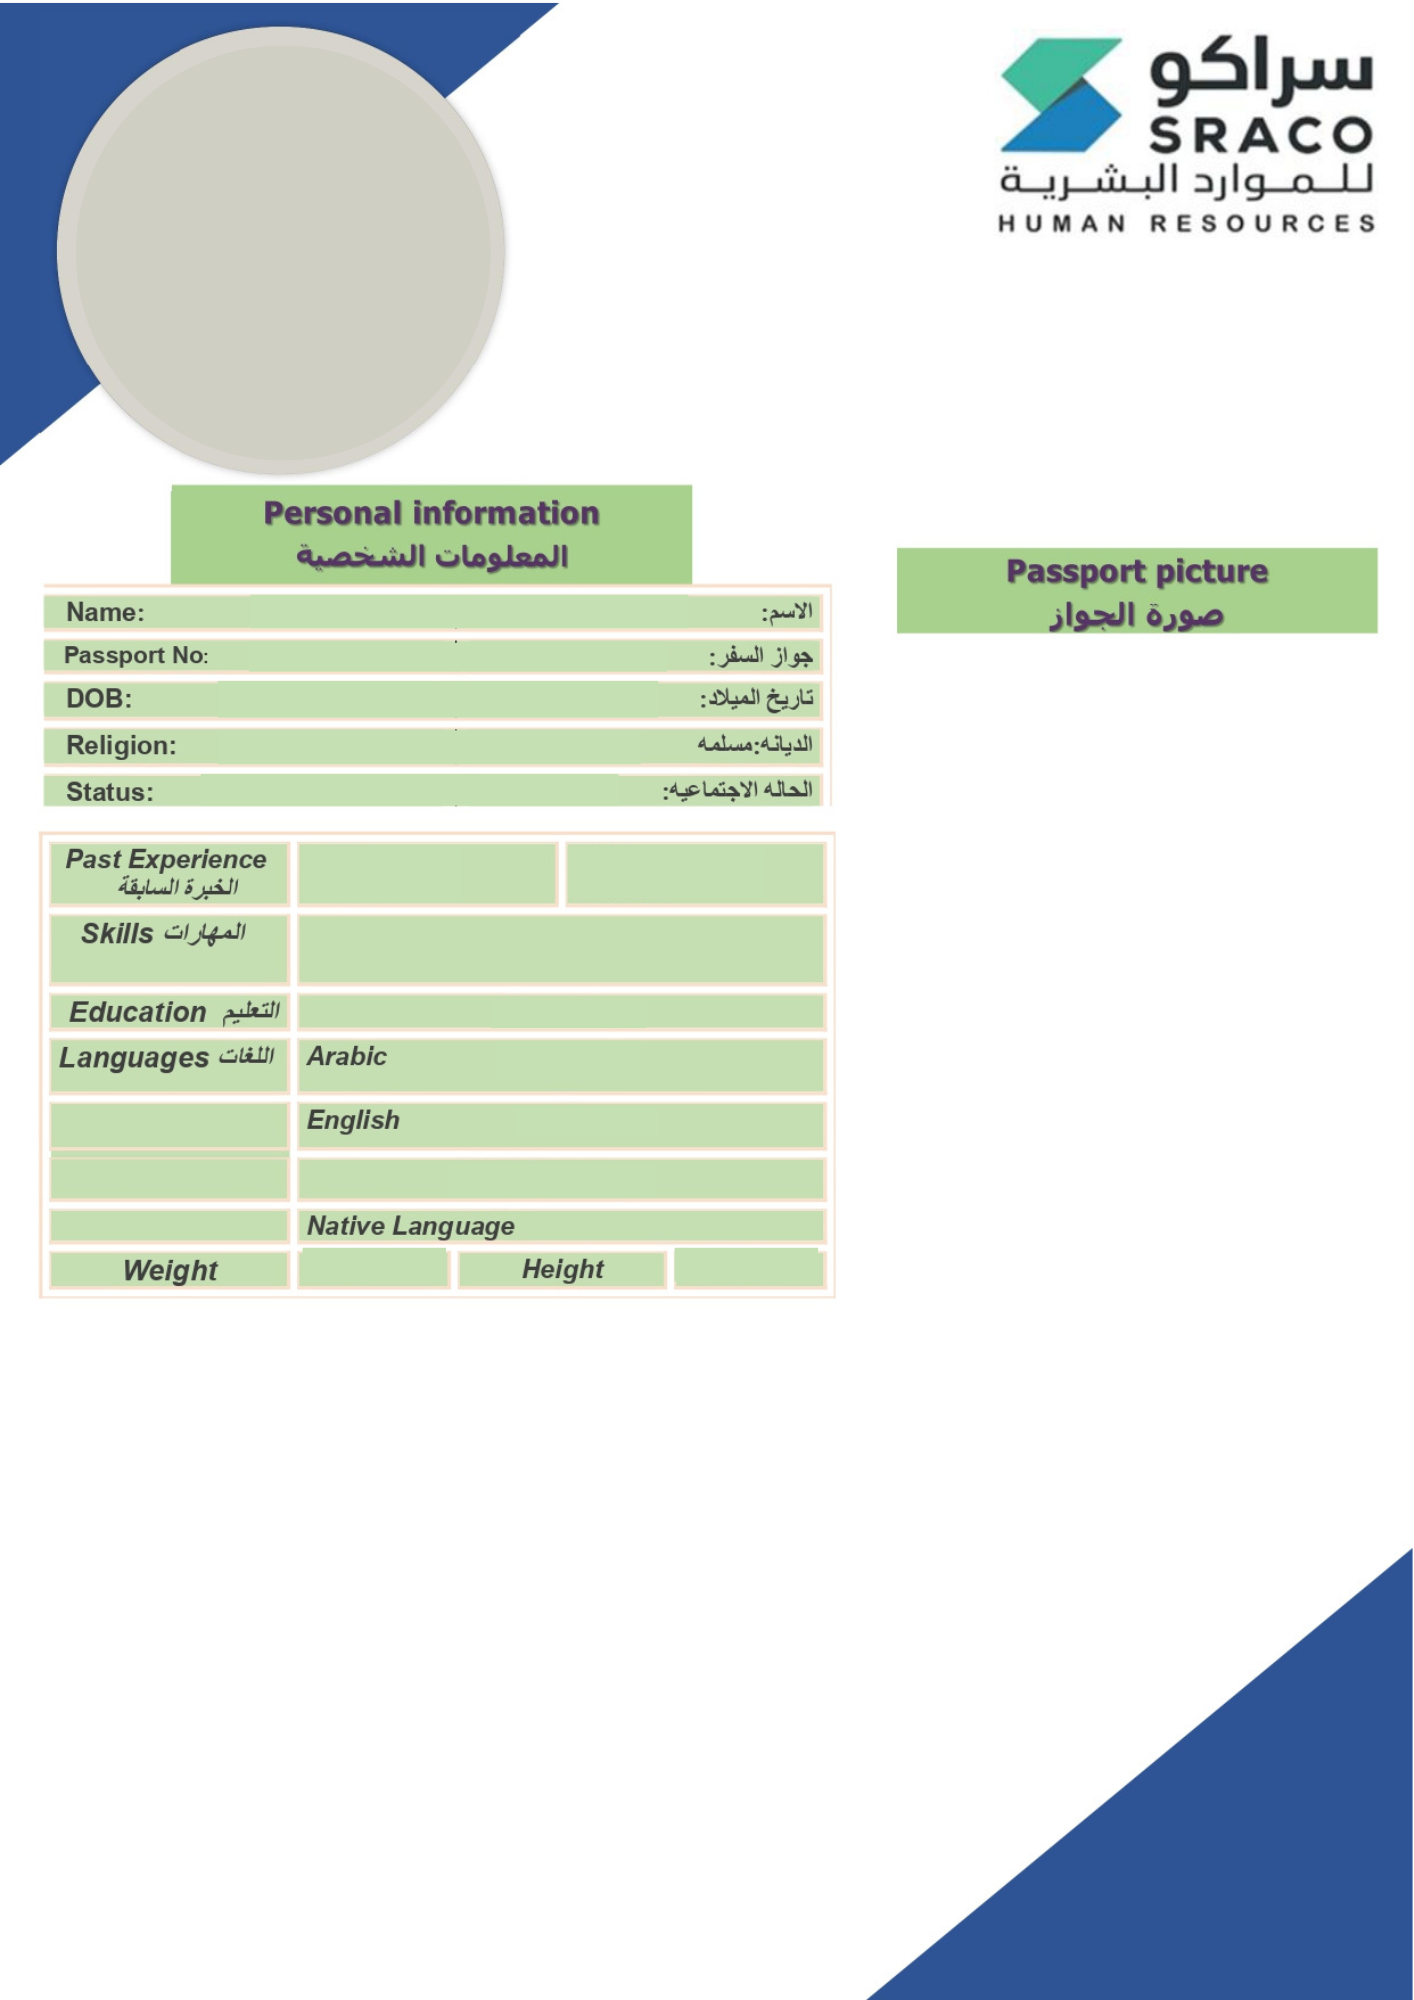 سراكو
SRACO
للموارد البشرية
HUMAN RESOURCES
Personal information
المعلومات الشخصية
Passport picture
صورة الجواز
Name: الاسم:
Passport No: جواز السفر:
DOB: تاريخ الميلاد:
Religion: الديانه:مسلمه
Status: الحاله الاجتماعيه:
Past Experience
الخبرة السابقة
Skills المهارات
Education التعليم
Languages اللغات Arabic
English
Native Language
Weight Height